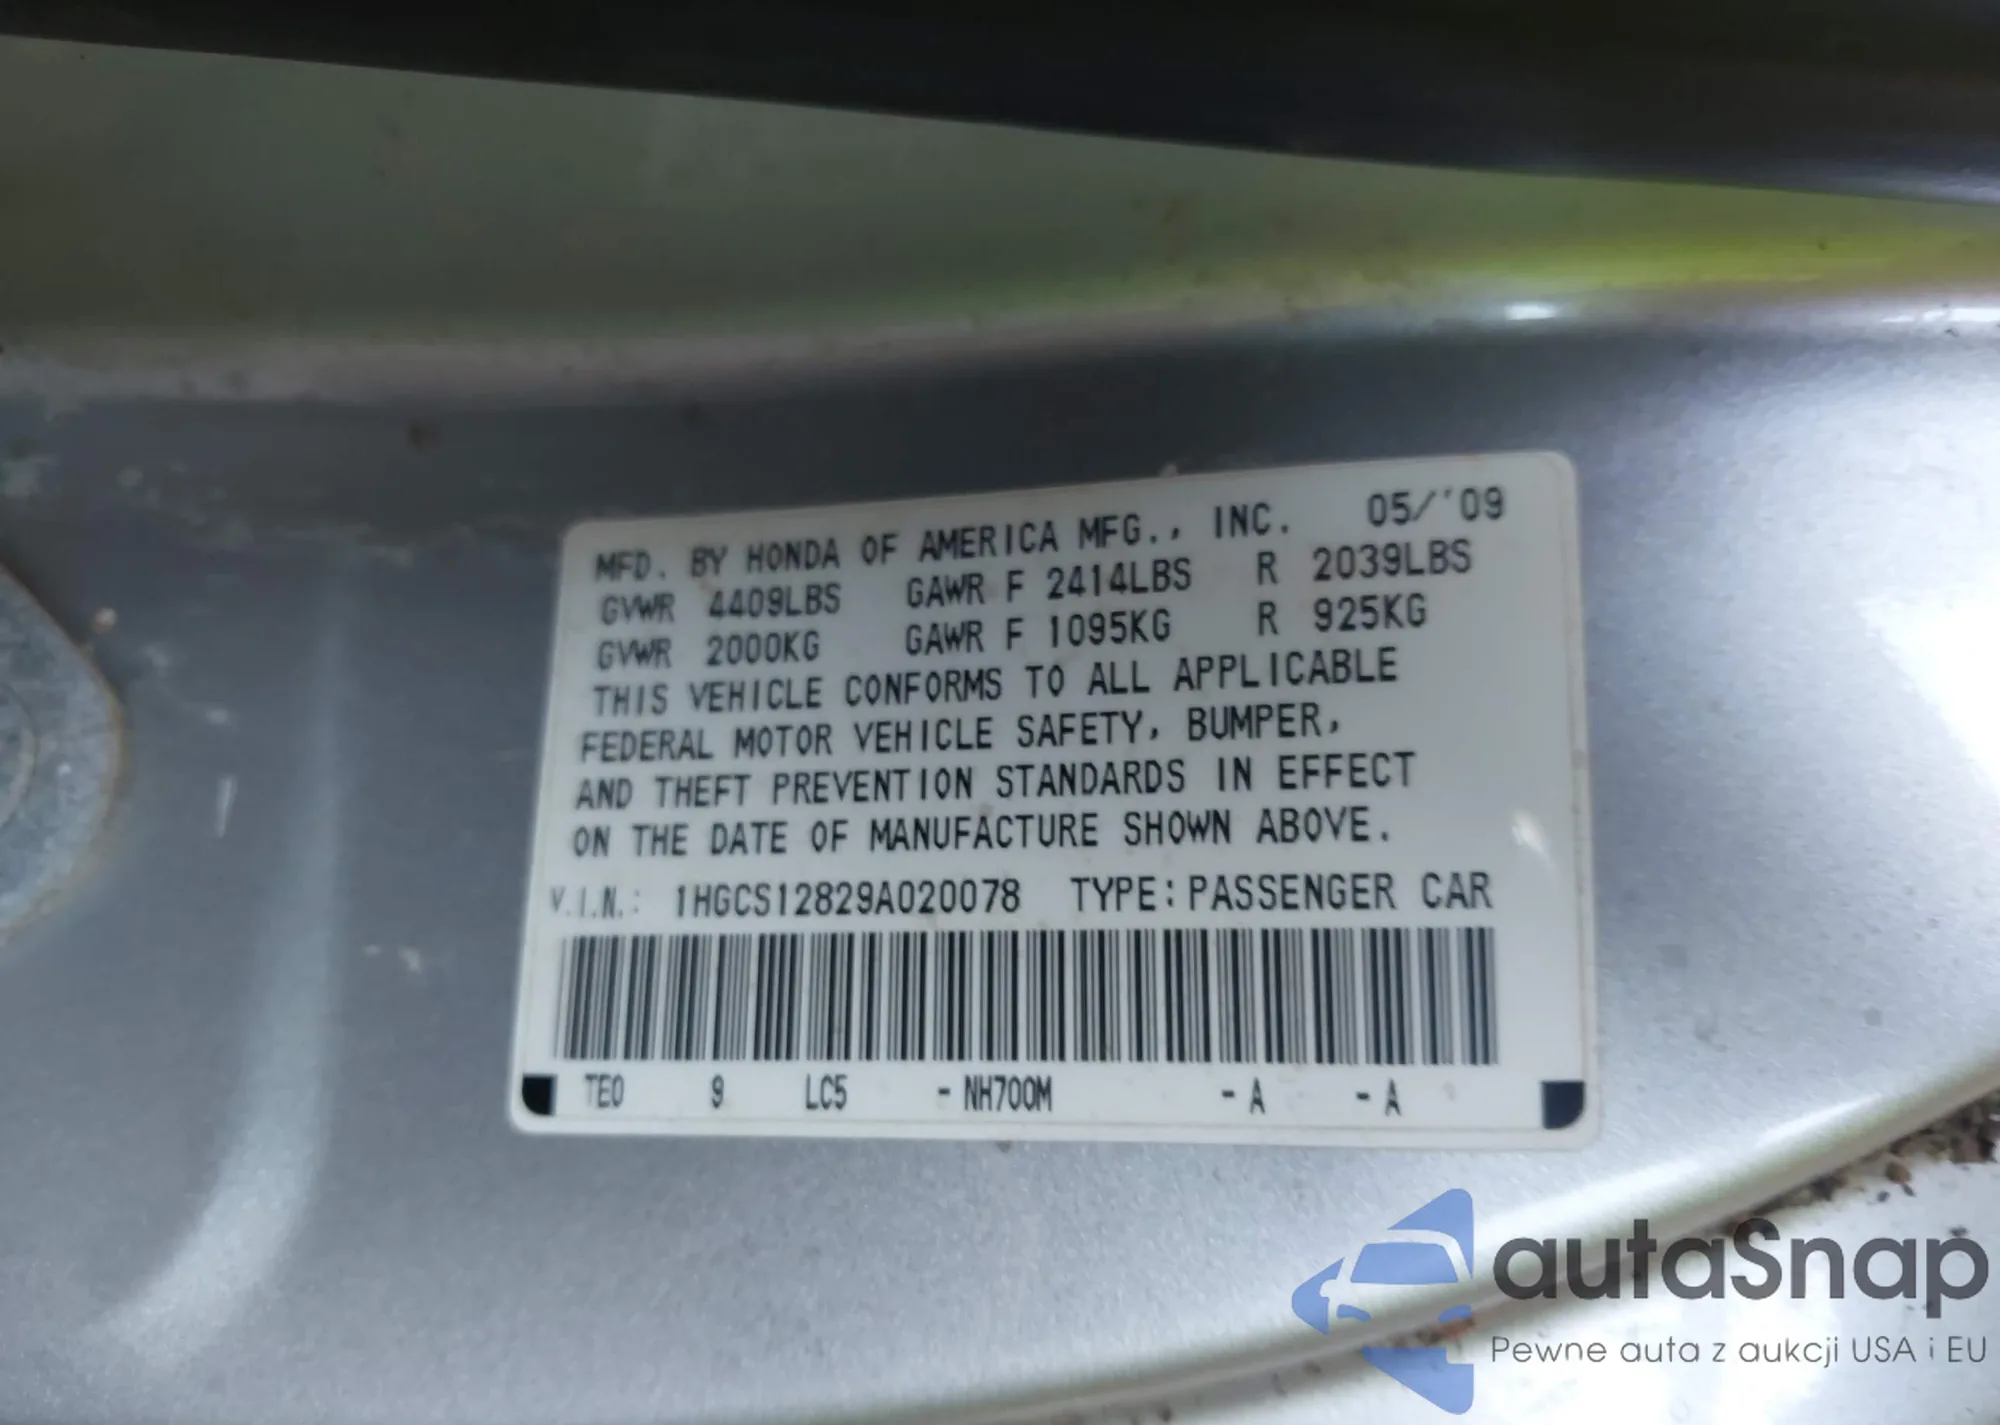 MFD. BY HONDA OF AMERICA MFG., INC. 05/'09
GVWR 4409LBS GAWR F 2414LBS R 2039LBS
GVWR 2000KG GAWR F 1095KG R 925KG
THIS VEHICLE CONFORMS TO ALL APPLICABLE
FEDERAL MOTOR VEHICLE SAFETY, BUMPER,
AND THEFT PREVENTION STANDARDS IN EFFECT
ON THE DATE OF MANUFACTURE SHOWN ABOVE.
V.I.N.: 1HGCS12829A020078 TYPE: PASSENGER CAR
TE0 9 LC5 -NH700M -A -A
autaSnap
Pewne auta z aukcji USA i EU